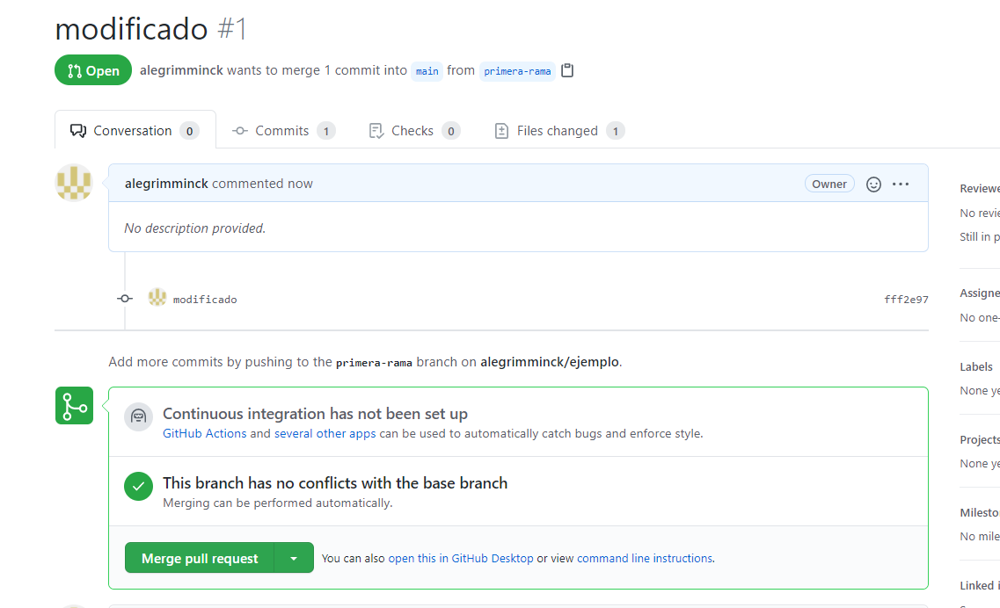 modificado #1
Open alegrimminck wants to merge 1 commit into main from primera-rama
Conversation 0 Commits 1 Checks 0 Files changed 1
alegrimminck commented now Owner
No description provided.
modificado fff2e97
Add more commits by pushing to the primera-rama branch on alegrimminck/ejemplo.
Continuous integration has not been set up
GitHub Actions and several other apps can be used to automatically catch bugs and enforce style.
This branch has no conflicts with the base branch
Merging can be performed automatically.
Merge pull request You can also open this in GitHub Desktop or view command line instructions.
Reviewe
No revie
Still in p
Assigne
No one-
Labels
None ye
Projects
None ye
Milesto
No mile
Linked i